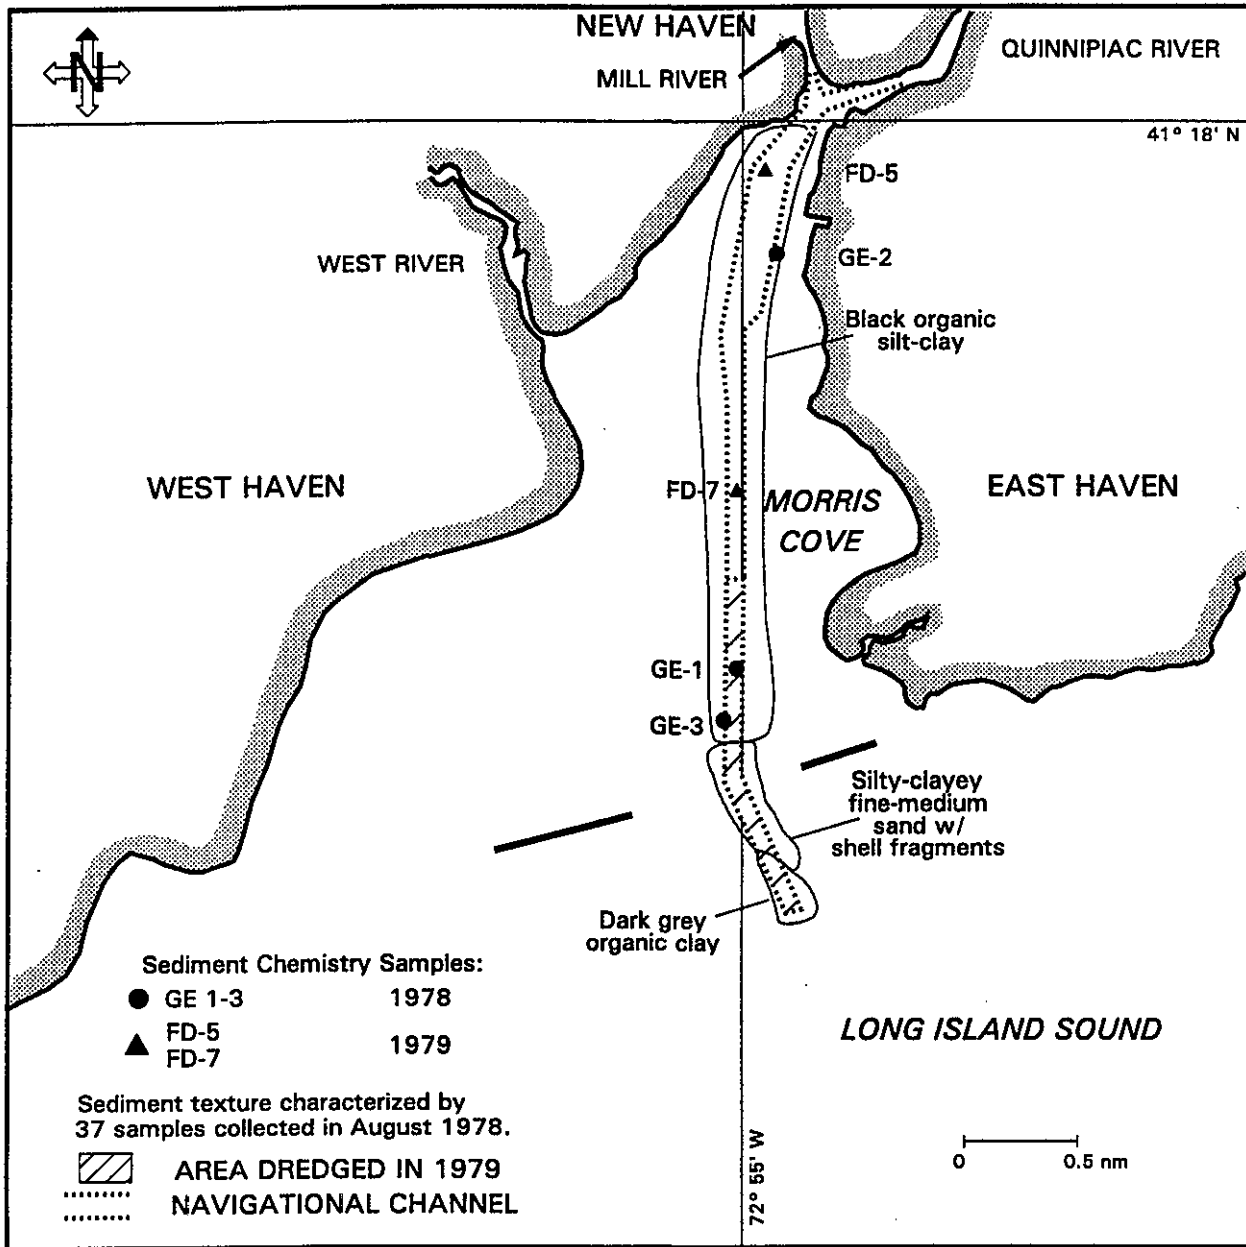 NEW HAVEN
QUINNIPIAC RIVER
MILL RIVER
N
41° 18' N
FD-5
WEST RIVER
GE-2
Black organic
silt-clay
WEST HAVEN
FD-7
MORRIS
COVE
EAST HAVEN
GE-1
GE-3
Silty-clayey
fine-medium
sand w/
shell fragments
Dark grey
organic clay
Sediment Chemistry Samples:
GE 1-3 1978
FD-5
FD-7 1979
LONG ISLAND SOUND
Sediment texture characterized by
37 samples collected in August 1978.
AREA DREDGED IN 1979
NAVIGATIONAL CHANNEL
72° 55' W
0 0.5 nm